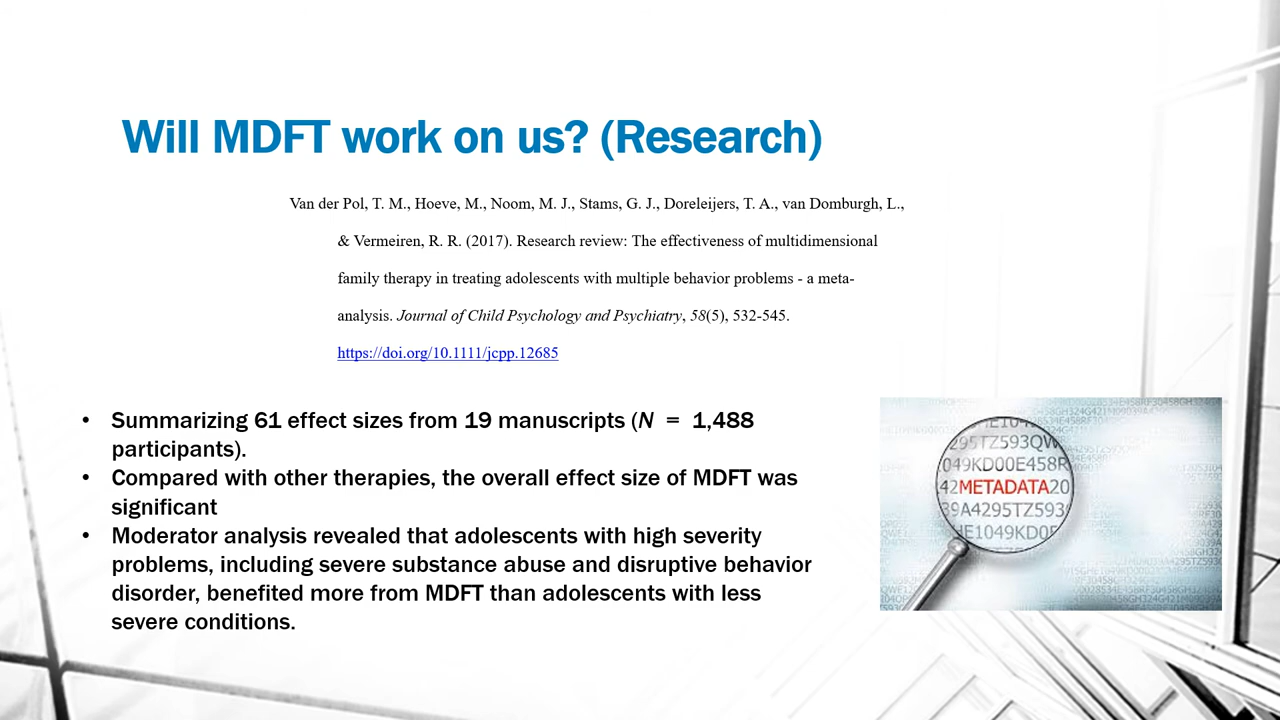 Will MDFT work on us? (Research)
Van der Pol, T. M., Hoeve, M., Noom, M. J., Stams, G. J., Doreleijers, T. A., van Domburgh, L.,
& Vermeiren, R. R. (2017). Research review: The effectiveness of multidimensional
family therapy in treating adolescents with multiple behavior problems - a meta-
analysis. Journal of Child Psychology and Psychiatry, 58(5), 532-545.
https://doi.org/10.1111/jcpp.12685
• Summarizing 61 effect sizes from 19 manuscripts (N = 1,488
participants).
• Compared with other therapies, the overall effect size of MDFT was
significant
• Moderator analysis revealed that adolescents with high severity
problems, including severe substance abuse and disruptive behavior
disorder, benefited more from MDFT than adolescents with less
severe conditions.
295TZ593QW
049KD00E458R
42METADATA20
39A4295TZ593